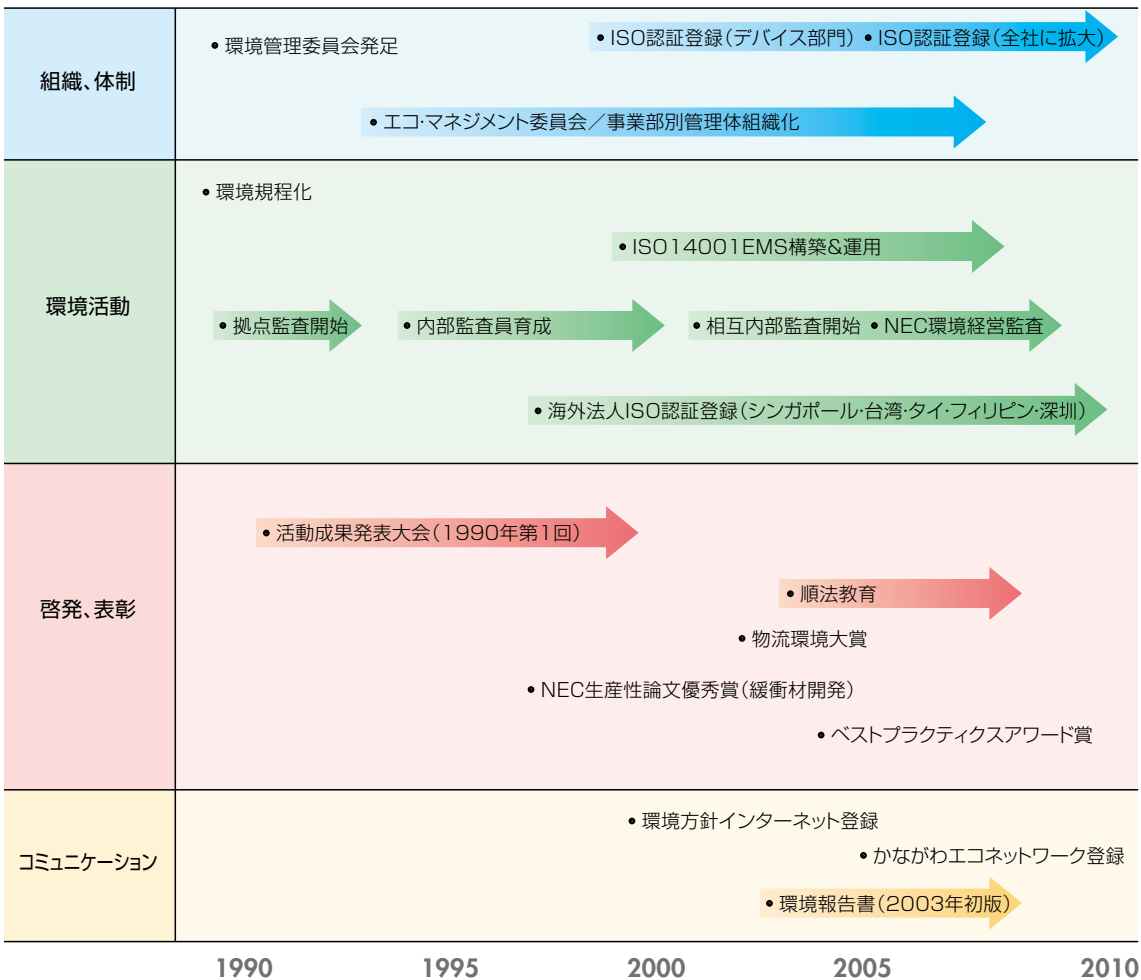 組織、体制
• 環境管理委員会発足
• ISO認証登録(デバイス部門) • ISO認証登録(全社に拡大)
• エコ・マネジメント委員会／事業部別管理体組織化
環境活動
• 環境規程化
• ISO14001EMS構築&運用
• 拠点監査開始 • 内部監査員育成 • 相互内部監査開始 • NEC環境経営監査
• 海外法人ISO認証登録(シンガポール・台湾・タイ・フィリピン・深圳)
啓発、表彰
• 活動成果発表大会(1990年第1回)
• 順法教育
• 物流環境大賞
• NEC生産性論文優秀賞(緩衝材開発)
• ベストプラクティクスアワード賞
コミュニケーション
• 環境方針インターネット登録
• かながわエコネットワーク登録
• 環境報告書(2003年初版)
1990 1995 2000 2005 2010